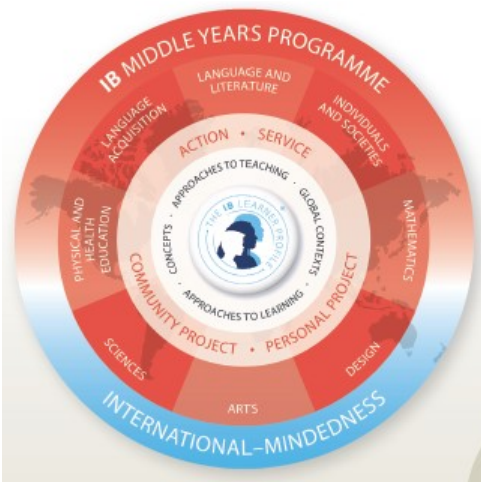 IB MIDDLE YEARS PROGRAMME
LANGUAGE AND
LITERATURE
INDIVIDUALS
AND SOCIETIES
MATHEMATICS
DESIGN
ARTS
SCIENCES
PHYSICAL AND
HEALTH
EDUCATION
LANGUAGE
ACQUISITION
ACTION • SERVICE
COMMUNITY PROJECT • PERSONAL PROJECT
APPROACHES TO TEACHING ·
GLOBAL CONTEXTS ·
APPROACHES TO LEARNING ·
CONCEPTS ·
THE IB LEARNER PROFILE
INTERNATIONAL–MINDEDNESS